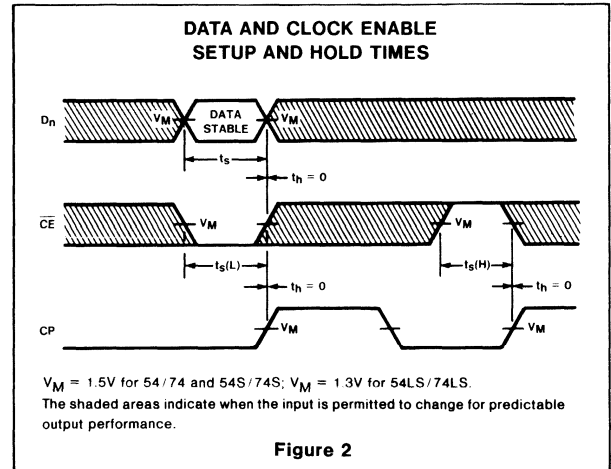 DATA AND CLOCK ENABLE
SETUP AND HOLD TIMES
Dn
VM
DATA
STABLE
VM
ts
th = 0
CE
VM
VM
ts(L)
ts(H)
th = 0
th = 0
CP
VM
VM
VM = 1.5V for 54/74 and 54S/74S; VM = 1.3V for 54LS/74LS.
The shaded areas indicate when the input is permitted to change for predictable
output performance.
Figure 2